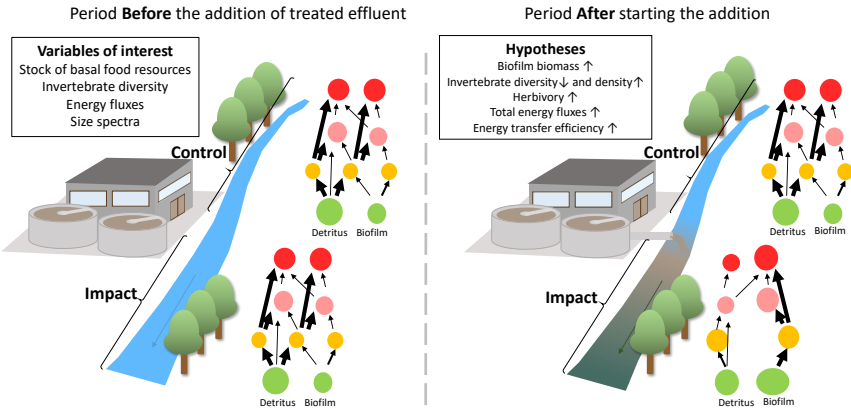 Period Before the addition of treated effluent
Variables of interest
Stock of basal food resources
Invertebrate diversity
Energy fluxes
Size spectra
Control
Detritus
Biofilm
Impact
Detritus
Biofilm
Period After starting the addition
Hypotheses
Biofilm biomass ↑
Invertebrate diversity↓ and density↑
Herbivory ↑
Total energy fluxes ↑
Energy transfer efficiency ↑
Control
Detritus
Biofilm
Impact
Detritus
Biofilm